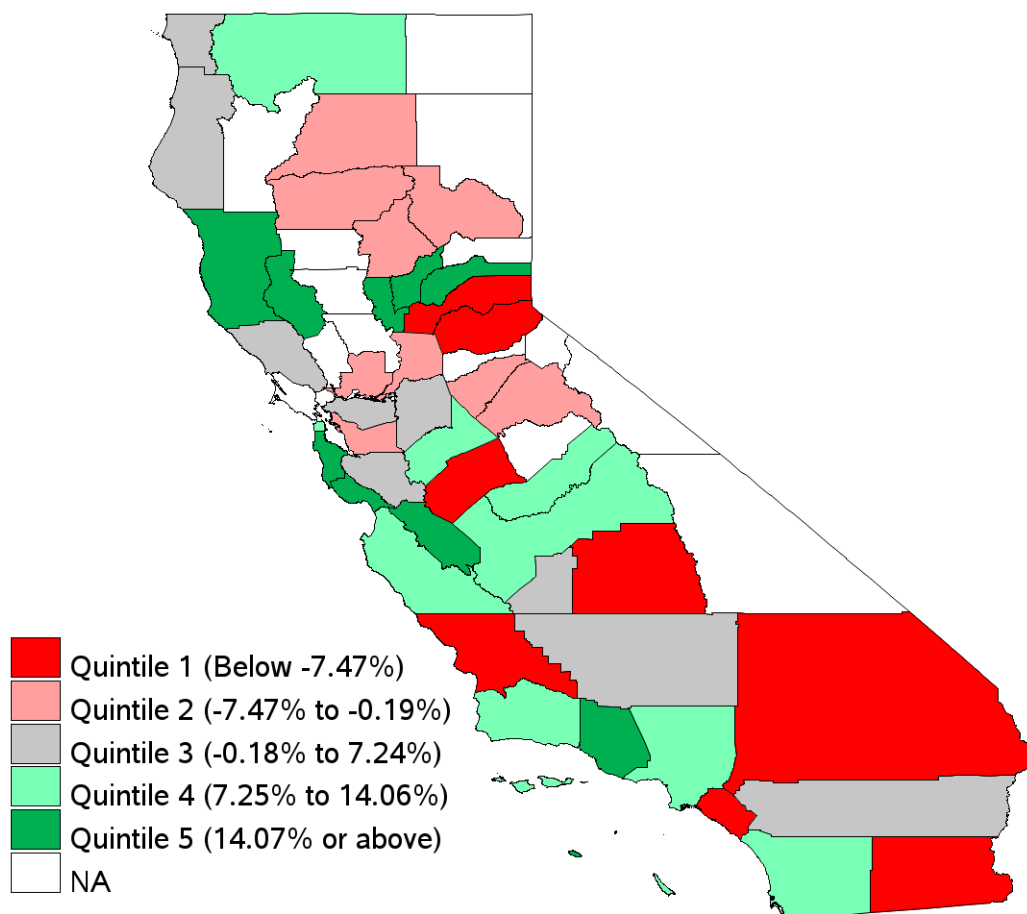 Quintile 1 (Below -7.47%)
Quintile 2 (-7.47% to -0.19%)
Quintile 3 (-0.18% to 7.24%)
Quintile 4 (7.25% to 14.06%)
Quintile 5 (14.07% or above)
NA